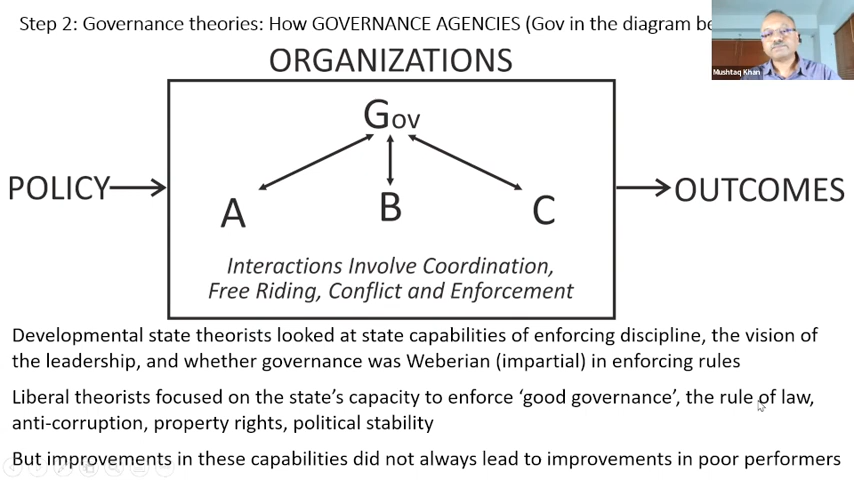 Step 2: Governance theories: How GOVERNANCE AGENCIES (Gov in the diagram be
Mushtaq Khan
ORGANIZATIONS
Gov
POLICY
OUTCOMES
A B C
Interactions Involve Coordination,
Free Riding, Conflict and Enforcement
Developmental state theorists looked at state capabilities of enforcing discipline, the vision of
the leadership, and whether governance was Weberian (impartial) in enforcing rules
Liberal theorists focused on the state's capacity to enforce 'good governance', the rule of law,
anti-corruption, property rights, political stability
But improvements in these capabilities did not always lead to improvements in poor performers